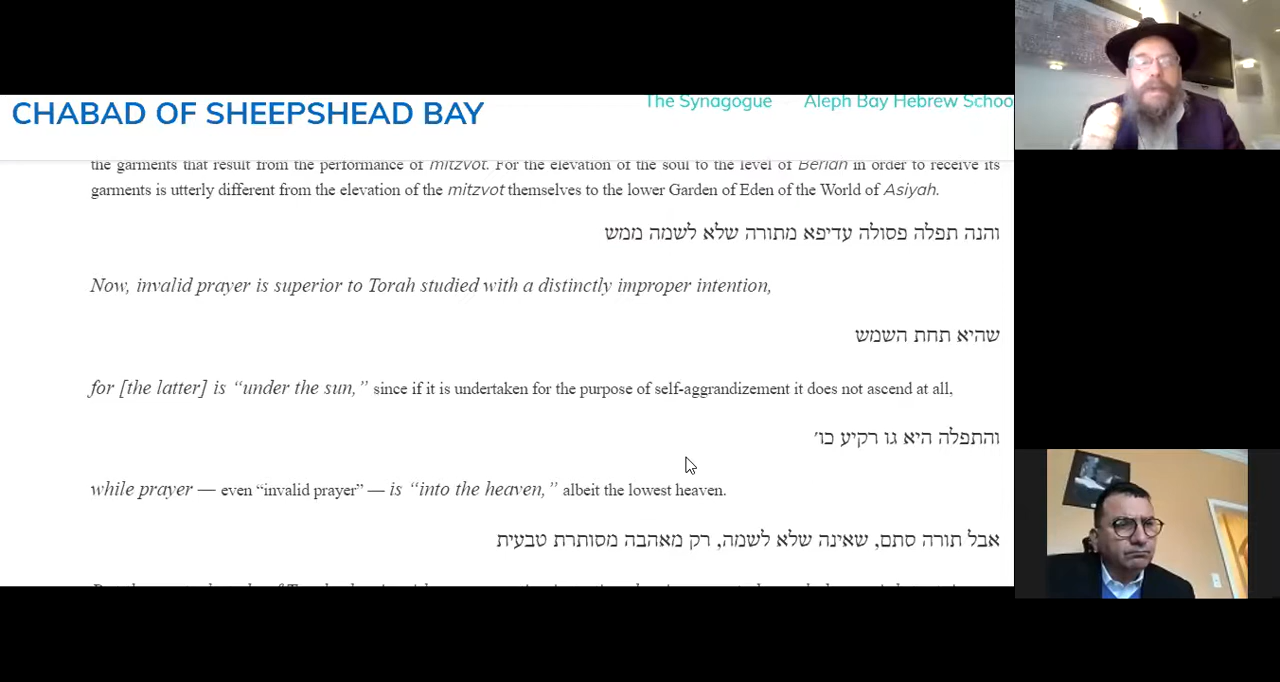 The Synagogue
Aleph Bay Hebrew Schoo
CHABAD OF SHEEPSHEAD BAY
the garments that result from the performance of mitzvot. For the elevation of the soul to the level of Beriah in order to receive its
garments is utterly different from the elevation of the mitzvot themselves to the lower Garden of Eden of the World of Asiyah.
והנה תפלה פסולה עדיפא מתורה שלא לשמה ממש
Now, invalid prayer is superior to Torah studied with a distinctly improper intention,
שהיא תחת השמש
for [the latter] is “under the sun,” since if it is undertaken for the purpose of self-aggrandizement it does not ascend at all,
והתפלה היא גו רקיע כו׳
while prayer — even “invalid prayer” — is “into the heaven,” albeit the lowest heaven.
אבל תורה סתם, שאינה שלא לשמה, רק מאהבה מסותרת טבעית